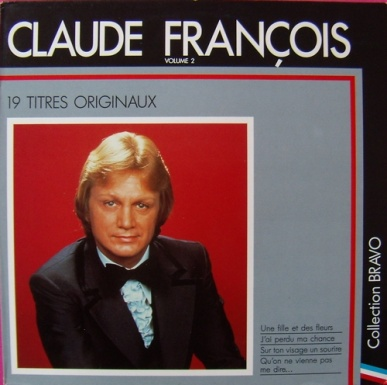 CLAUDE FRANÇOIS
VOLUME 2
19 TITRES ORIGINAUX
Une fille et des fleurs
J'ai perdu ma chance
Sur ton visage un sourire
Qu'on ne vienne pas
me dire...
Collection BRAVO